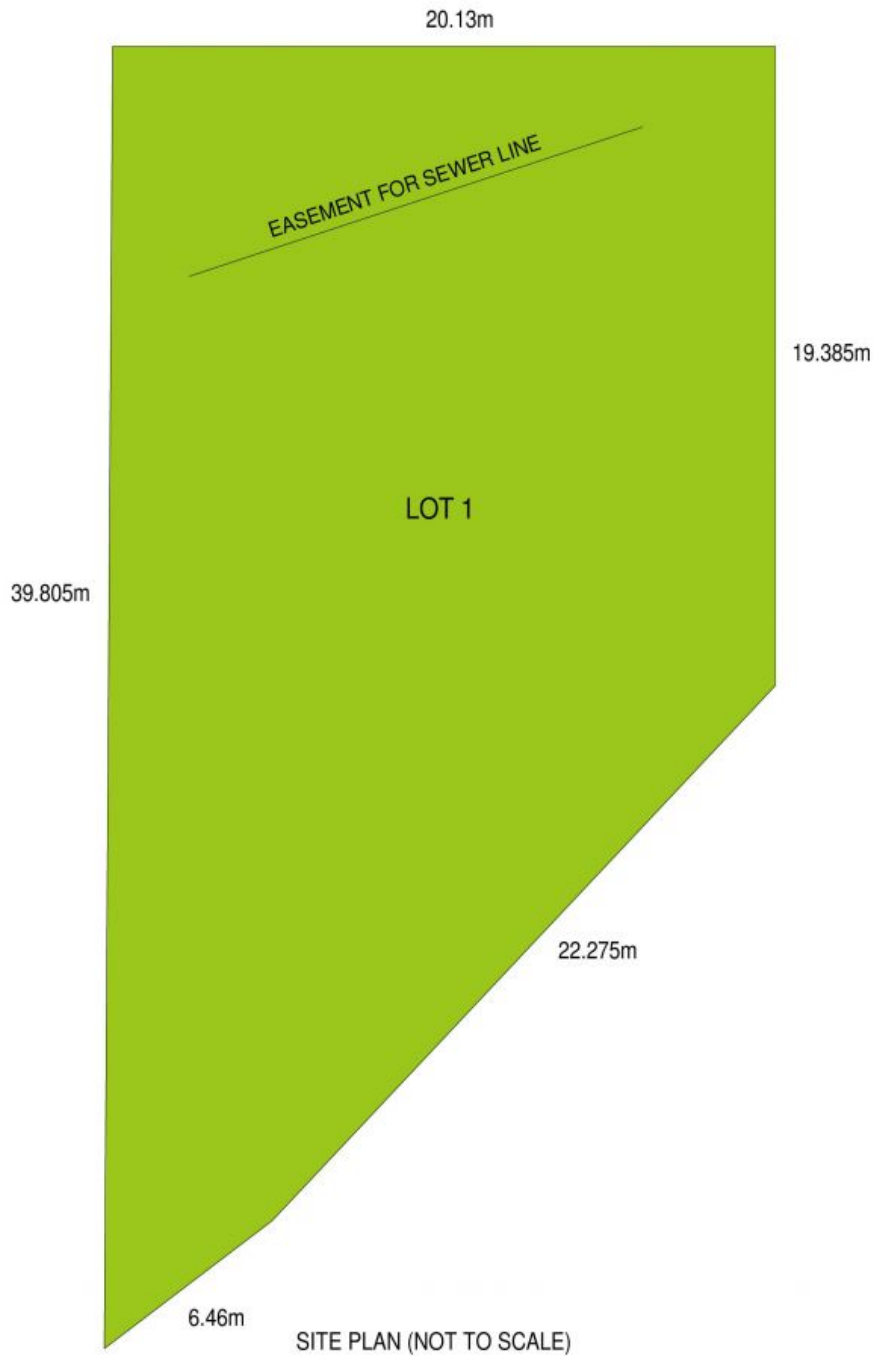 20.13m
EASEMENT FOR SEWER LINE
19.385m
LOT 1
39.805m
22.275m
6.46m
SITE PLAN (NOT TO SCALE)